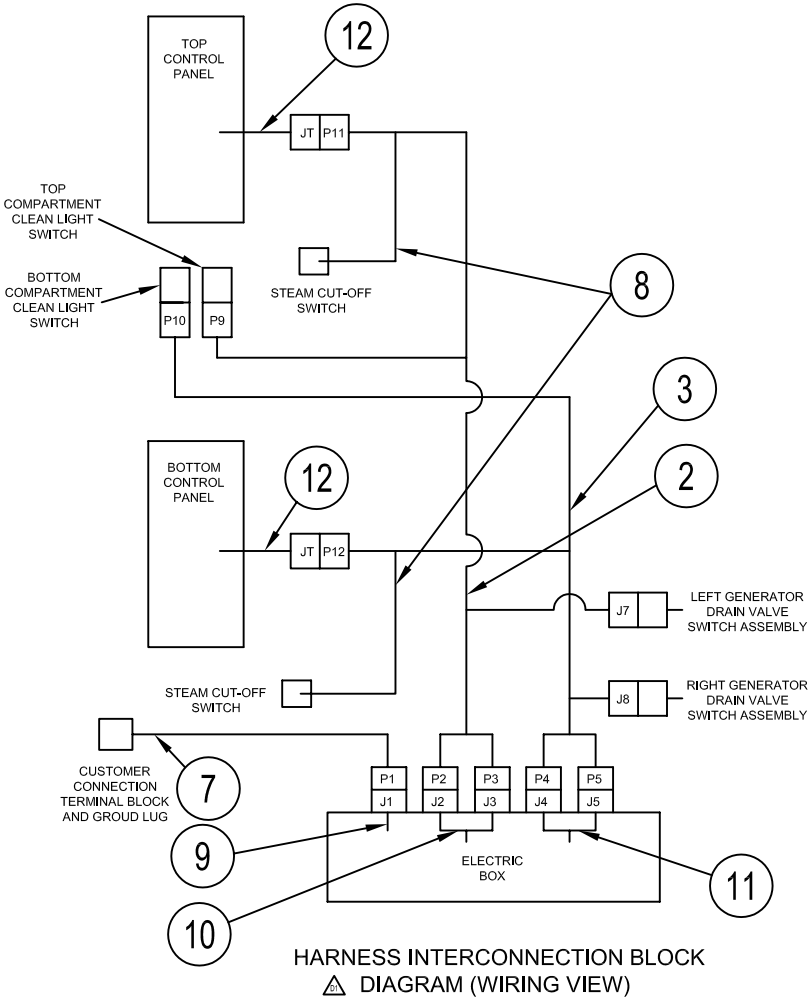 TOP
CONTROL
PANEL
12
JT P11
TOP
COMPARTMENT
CLEAN LIGHT
SWITCH
STEAM CUT-OFF
SWITCH
8
BOTTOM
COMPARTMENT
CLEAN LIGHT
SWITCH
P10 P9
3
BOTTOM
CONTROL
PANEL
12
2
JT P12
J7
LEFT GENERATOR
DRAIN VALVE
SWITCH ASSEMBLY
STEAM CUT-OFF
SWITCH
J8
RIGHT GENERATOR
DRAIN VALVE
SWITCH ASSEMBLY
CUSTOMER
CONNECTION
TERMINAL BLOCK
AND GROUD LUG
7
P1 P2 P3 P4 P5
J1 J2 J3 J4 J5
9
ELECTRIC
BOX
11
10
HARNESS INTERCONNECTION BLOCK
D1 DIAGRAM (WIRING VIEW)